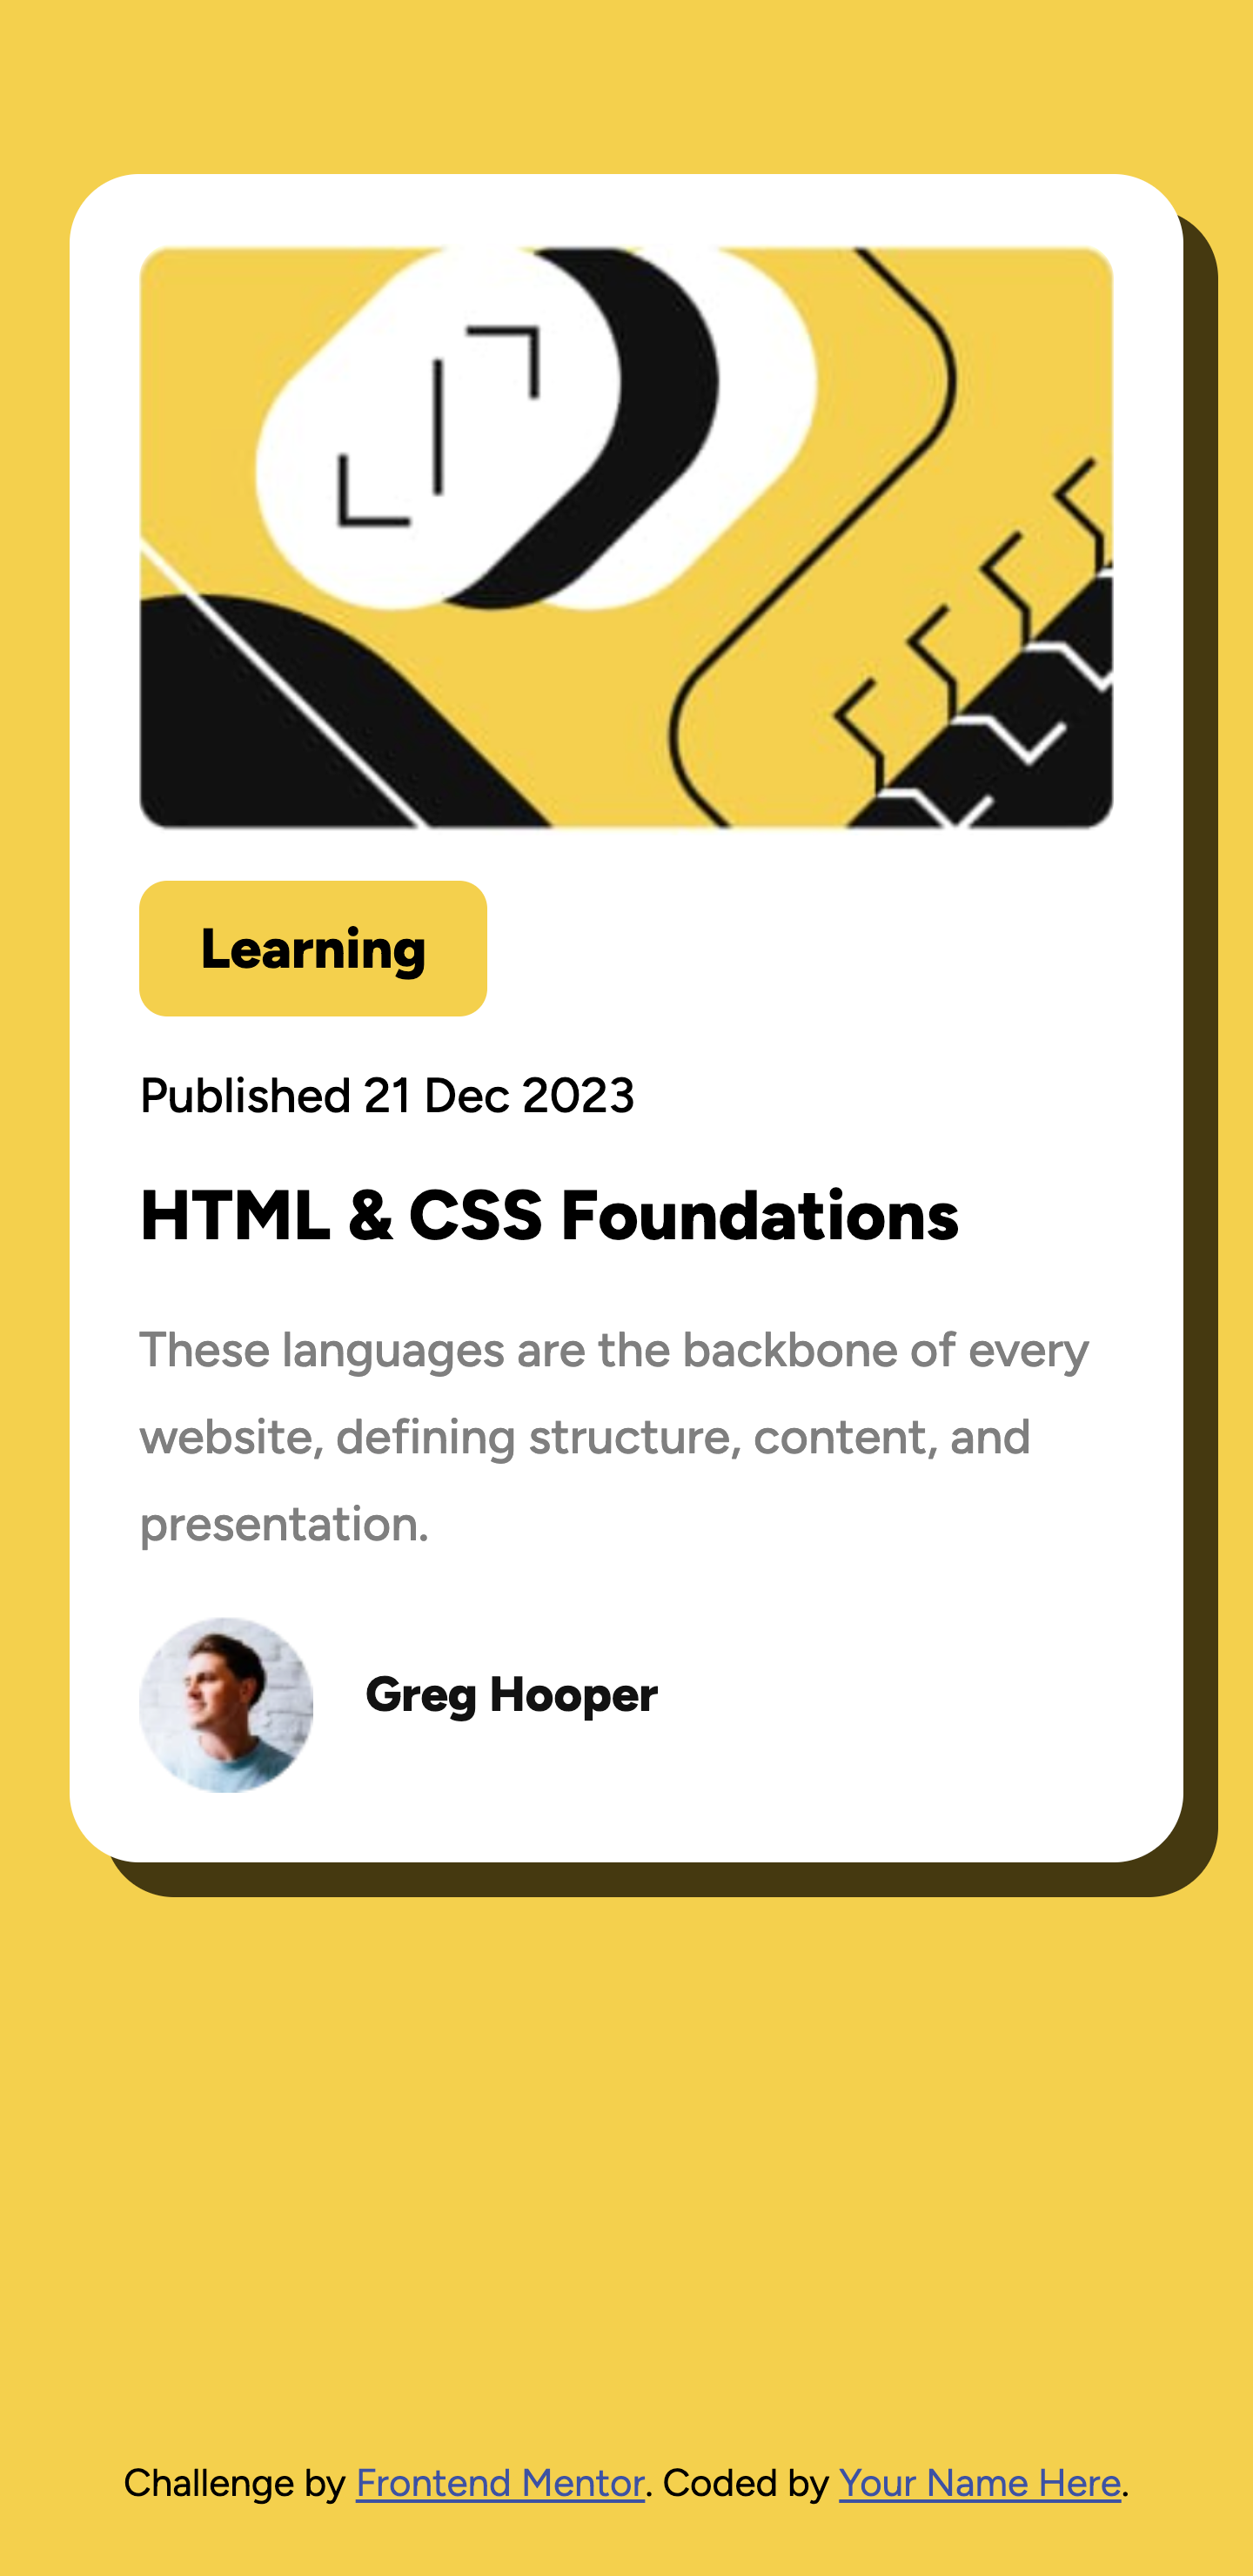 Learning
Published 21 Dec 2023
HTML & CSS Foundations
These languages are the backbone of every
website, defining structure, content, and
presentation.
Greg Hooper
Challenge by Frontend Mentor. Coded by Your Name Here.